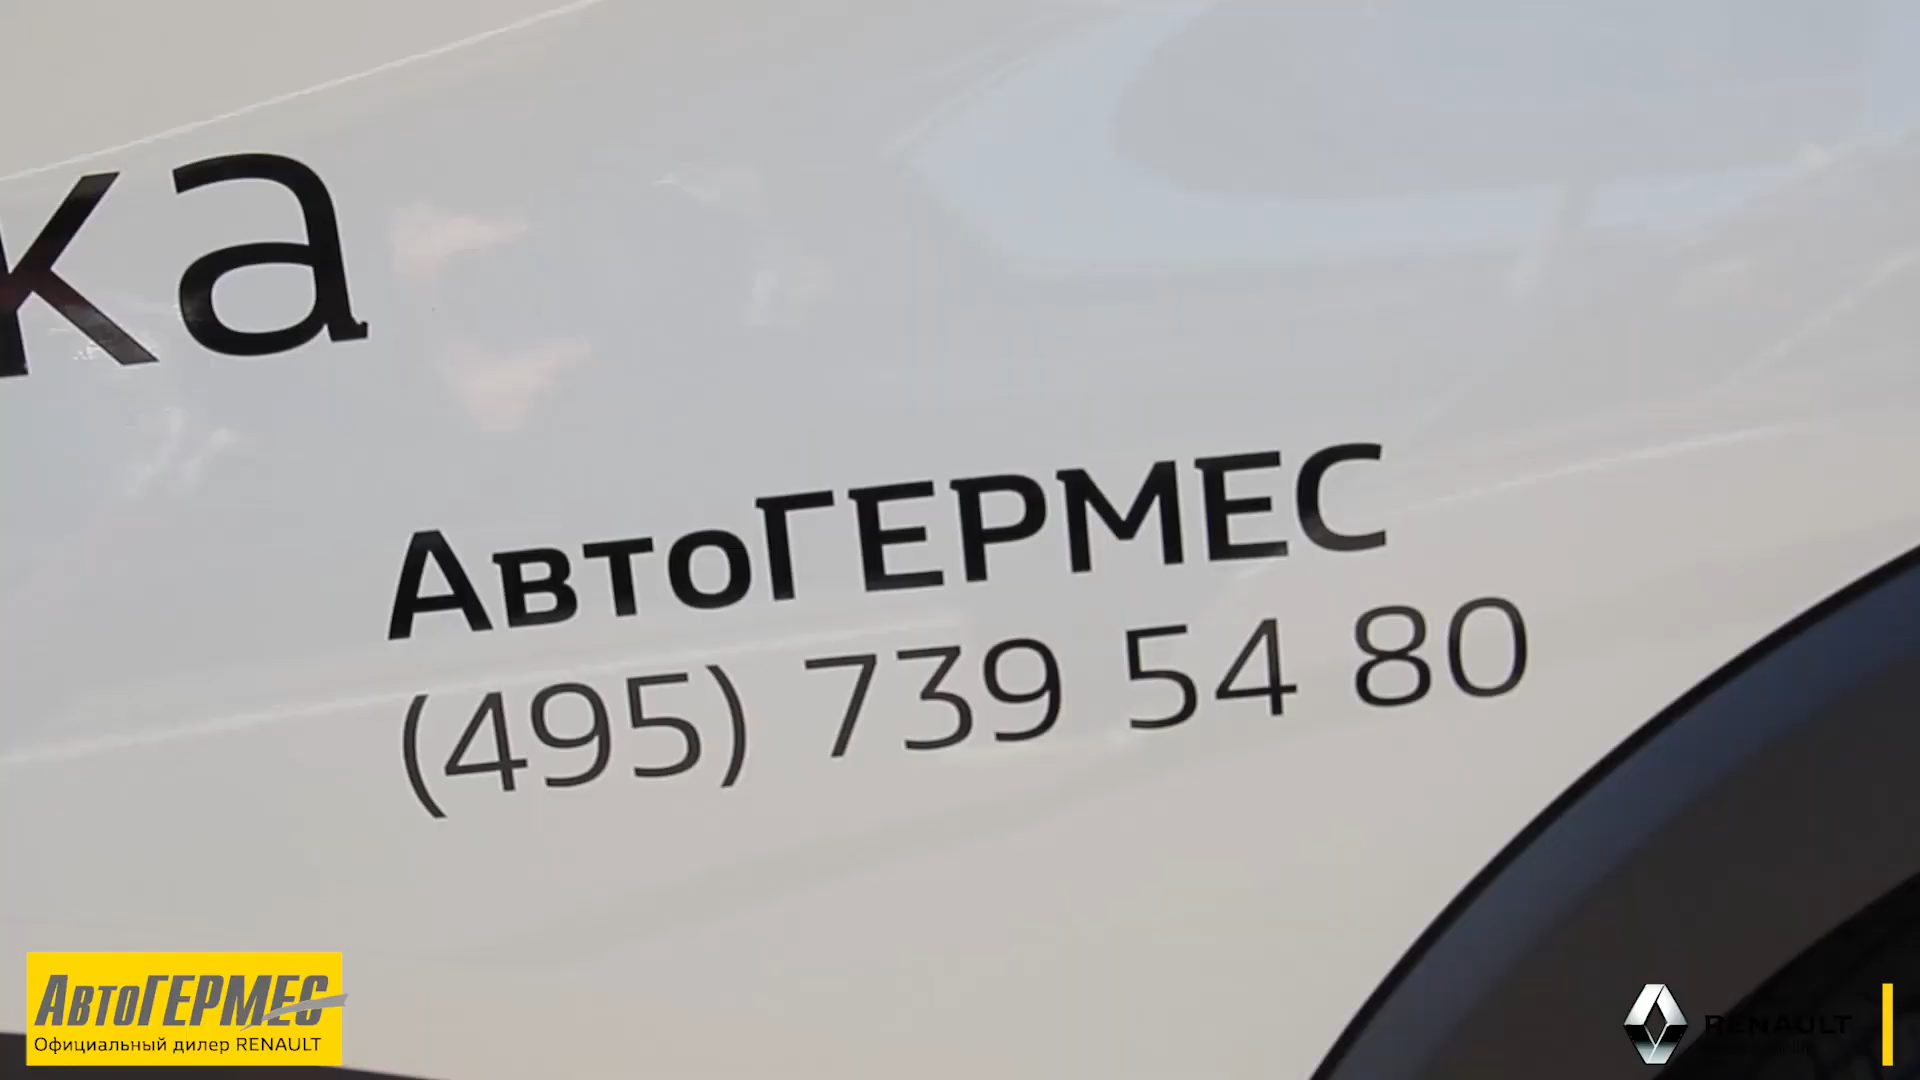 ка
АвтоГЕРМЕС
(495) 739 54 80
АвтоГЕРМЕС
Официальный дилер RENAULT
RENAULT